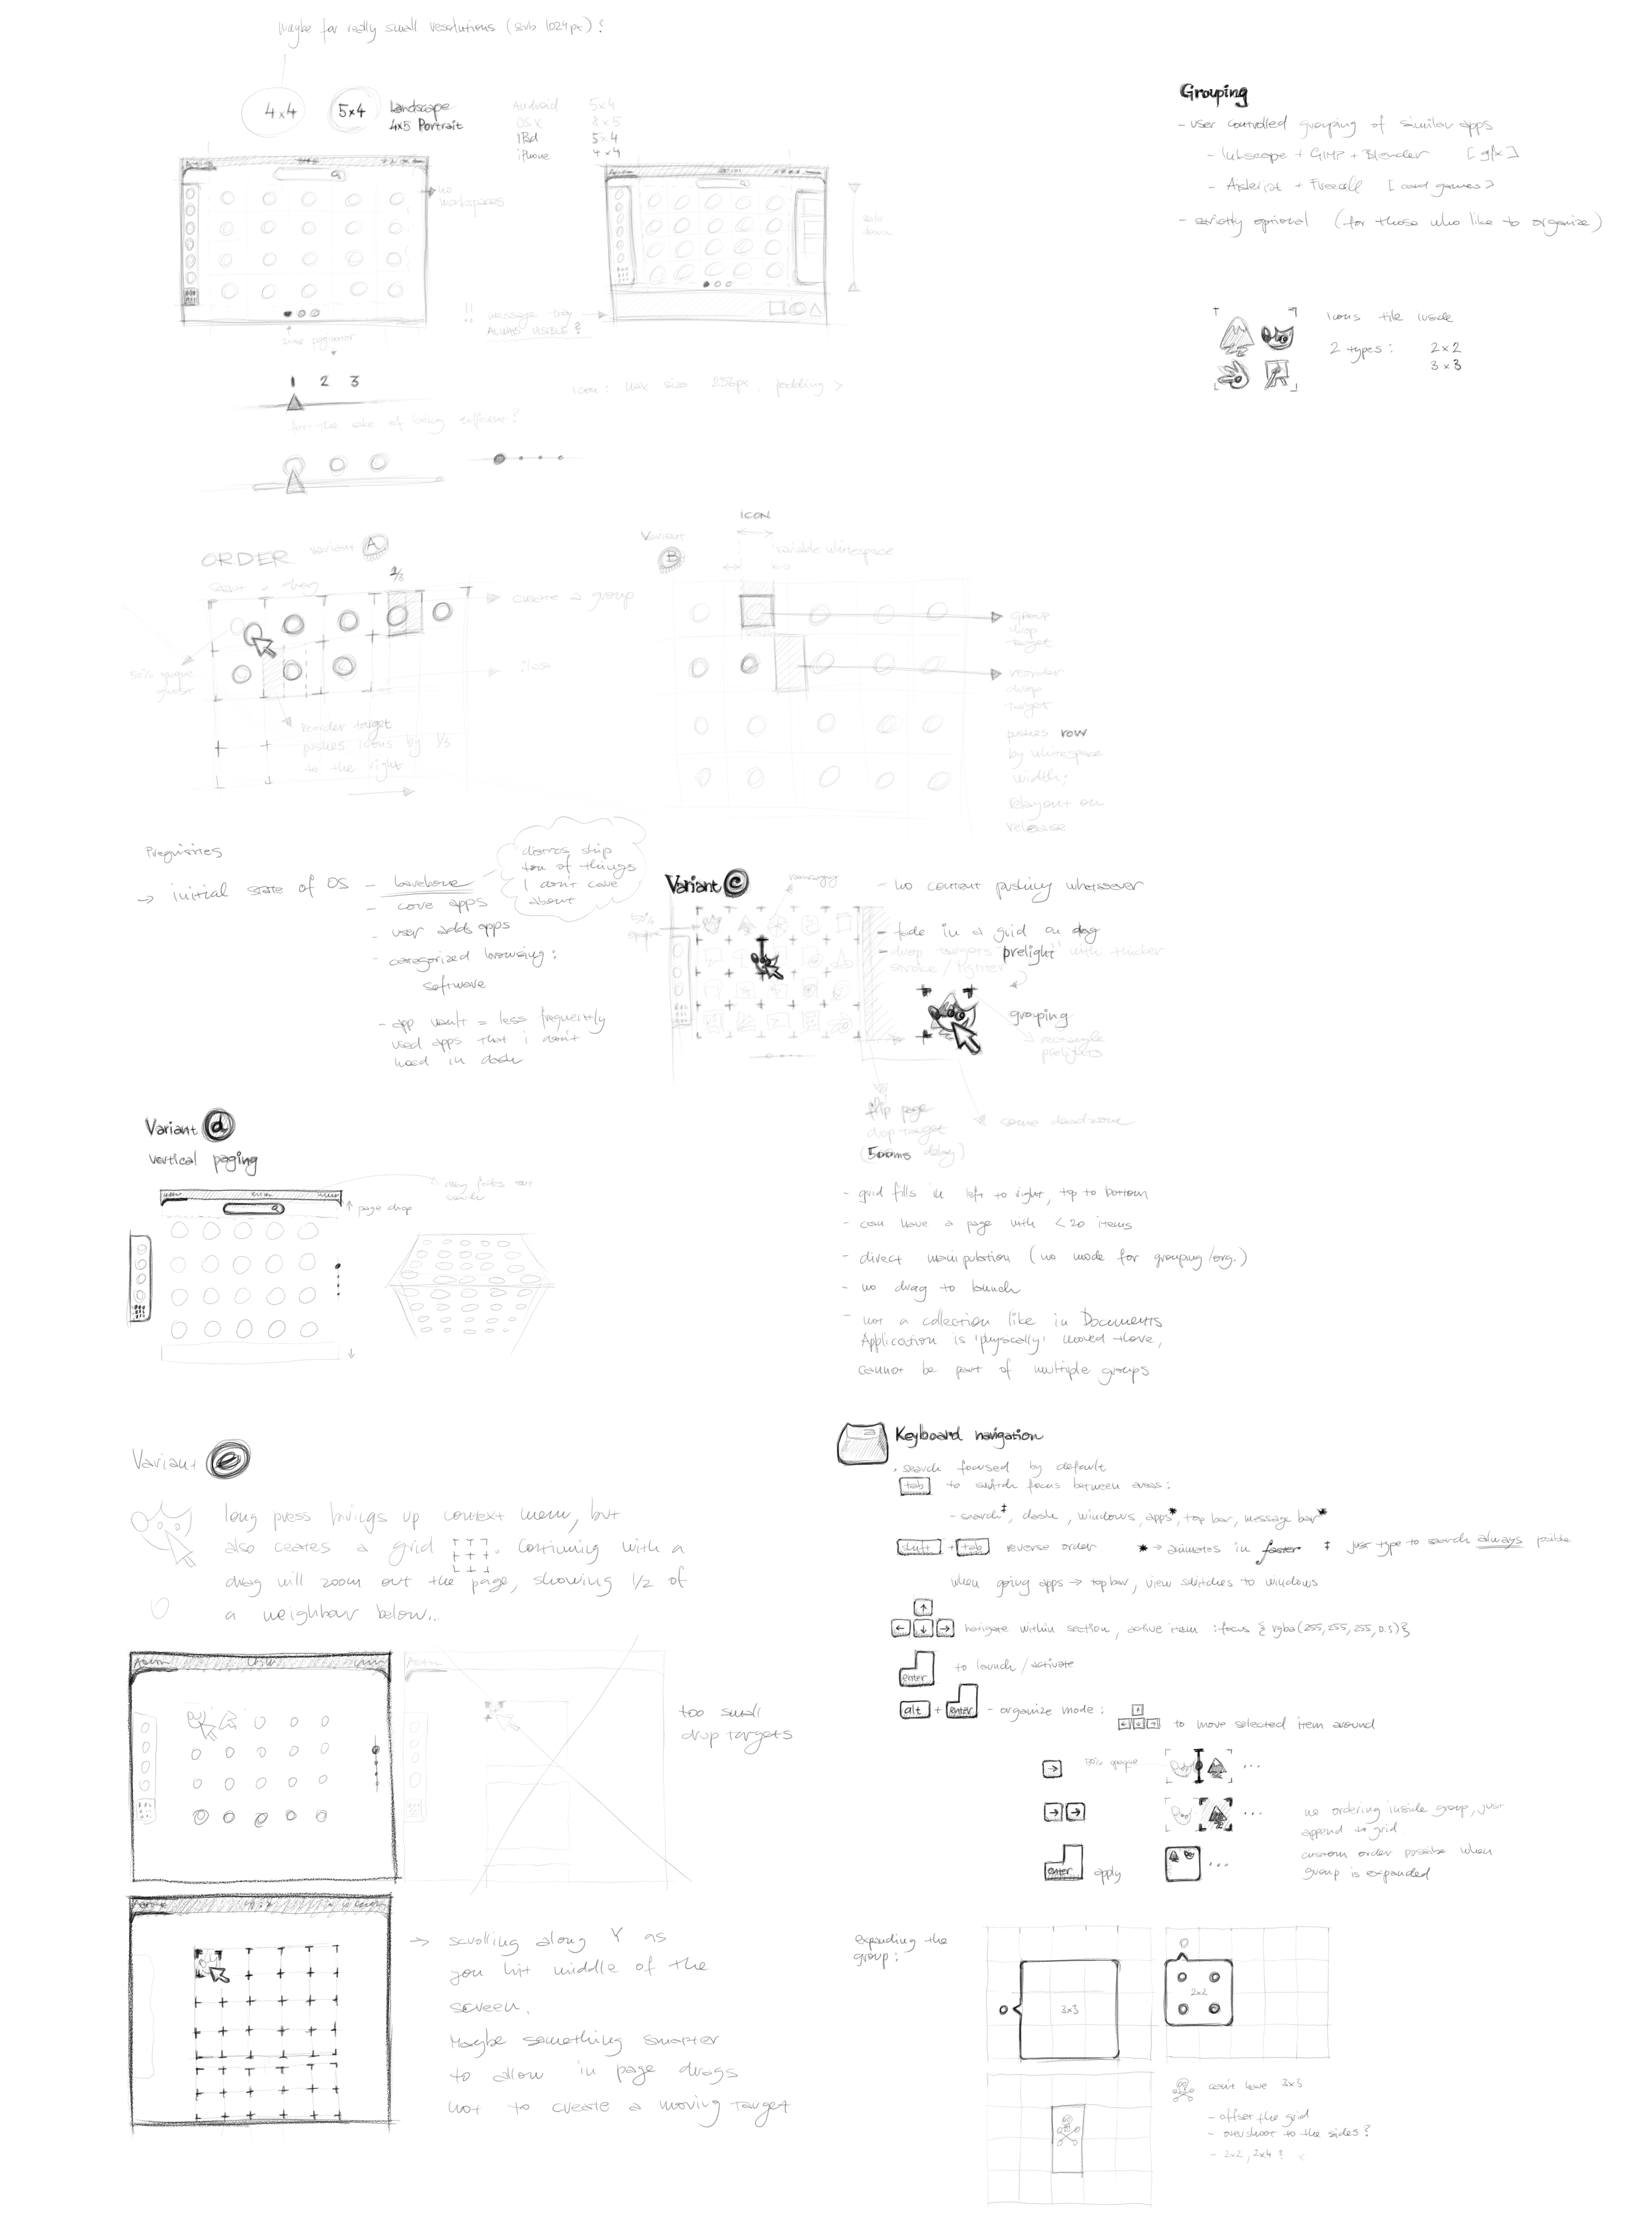 maybe for really small resolutions (sub 1024px)?
4x4
5x4
Landscape
4x5 Portrait
Android 5x4
OSX 8x5
iPad 5x4
iPhone 4x4
no
workspaces
!! message tray
ALWAYS VISIBLE?
1 2 3
icon: max size 256px, padding >
for the sake of being different?
Grouping
- user controlled grouping of similar apps
- Inkscape + GIMP + Blender [gfx]
- Aisleriot + Freecell [card games]
- strictly optional (for those who like to organize)
icons tile inside
2 types: 2x2
3x3
ORDER variant A
start a drag
create a group
50% opaque
Reorder target
pushes icons by 1/3
to the right
Variant
B
ICON
variable whitespace
group
drop
target
reorder
drop
target
pushes row
by whitespace
width;
relayout on
release
→ initial state of OS - barebone
- core apps
- user adds apps
- categorized browsing:
software
- app vault = less frequently
used apps that i don't
need in dash
distros ship
ton of things
I don't care
about
Variant C
50%
opaque
- no content pushing whatsoever
- fade in a grid on drag
- drop targets "prelight" with thicker
stroke/lighter
grouping
rectangle
prelights
flip page
drop target
(500ms delay)
some deadzone
- grid fills in left to right, top to bottom
- can have a page with <20 items
- direct manipulation (no mode for grouping/org.)
- no drag to launch
- not a collection like in Documents
Application is 'physically' moved there,
cannot be part of multiple groups
Variant d
vertical paging
drag fades out
search
page drop
Variant e
long press brings up context menu, but
also ceates a grid. Continuing with a
drag will zoom out the page, showing 1/2 of
a neighbour below...
too small
drop targets
→ scrolling along Y as
you hit middle of the
screen.
Maybe something smarter
to allow in page drags
not to create a moving target
Keyboard navigation
. search focused by default
tab to switch focus between areas:
- search‡, dash, windows, apps*, top bar, message bar*
shift + tab reverse order * → animates in faster ‡ just type to search always possible
when going apps → topbar, view switches to windows
↑
← ↓ → navigate within section, active item :focus { rgba(255,255,255,0.3)}
enter to launch/activate
alt + enter - organize mode: ↑
← ↓ → to move selected item around
→ 50% opaque ...
→ → ...
no ordering inside group, just
append to grid.
custom order possible when
group is expanded
enter apply ...
expanding the
group:
3x3
2x2
can't have 3x3
- offset the grid
- overshoot to the sides?
- 2x2, 2x4?